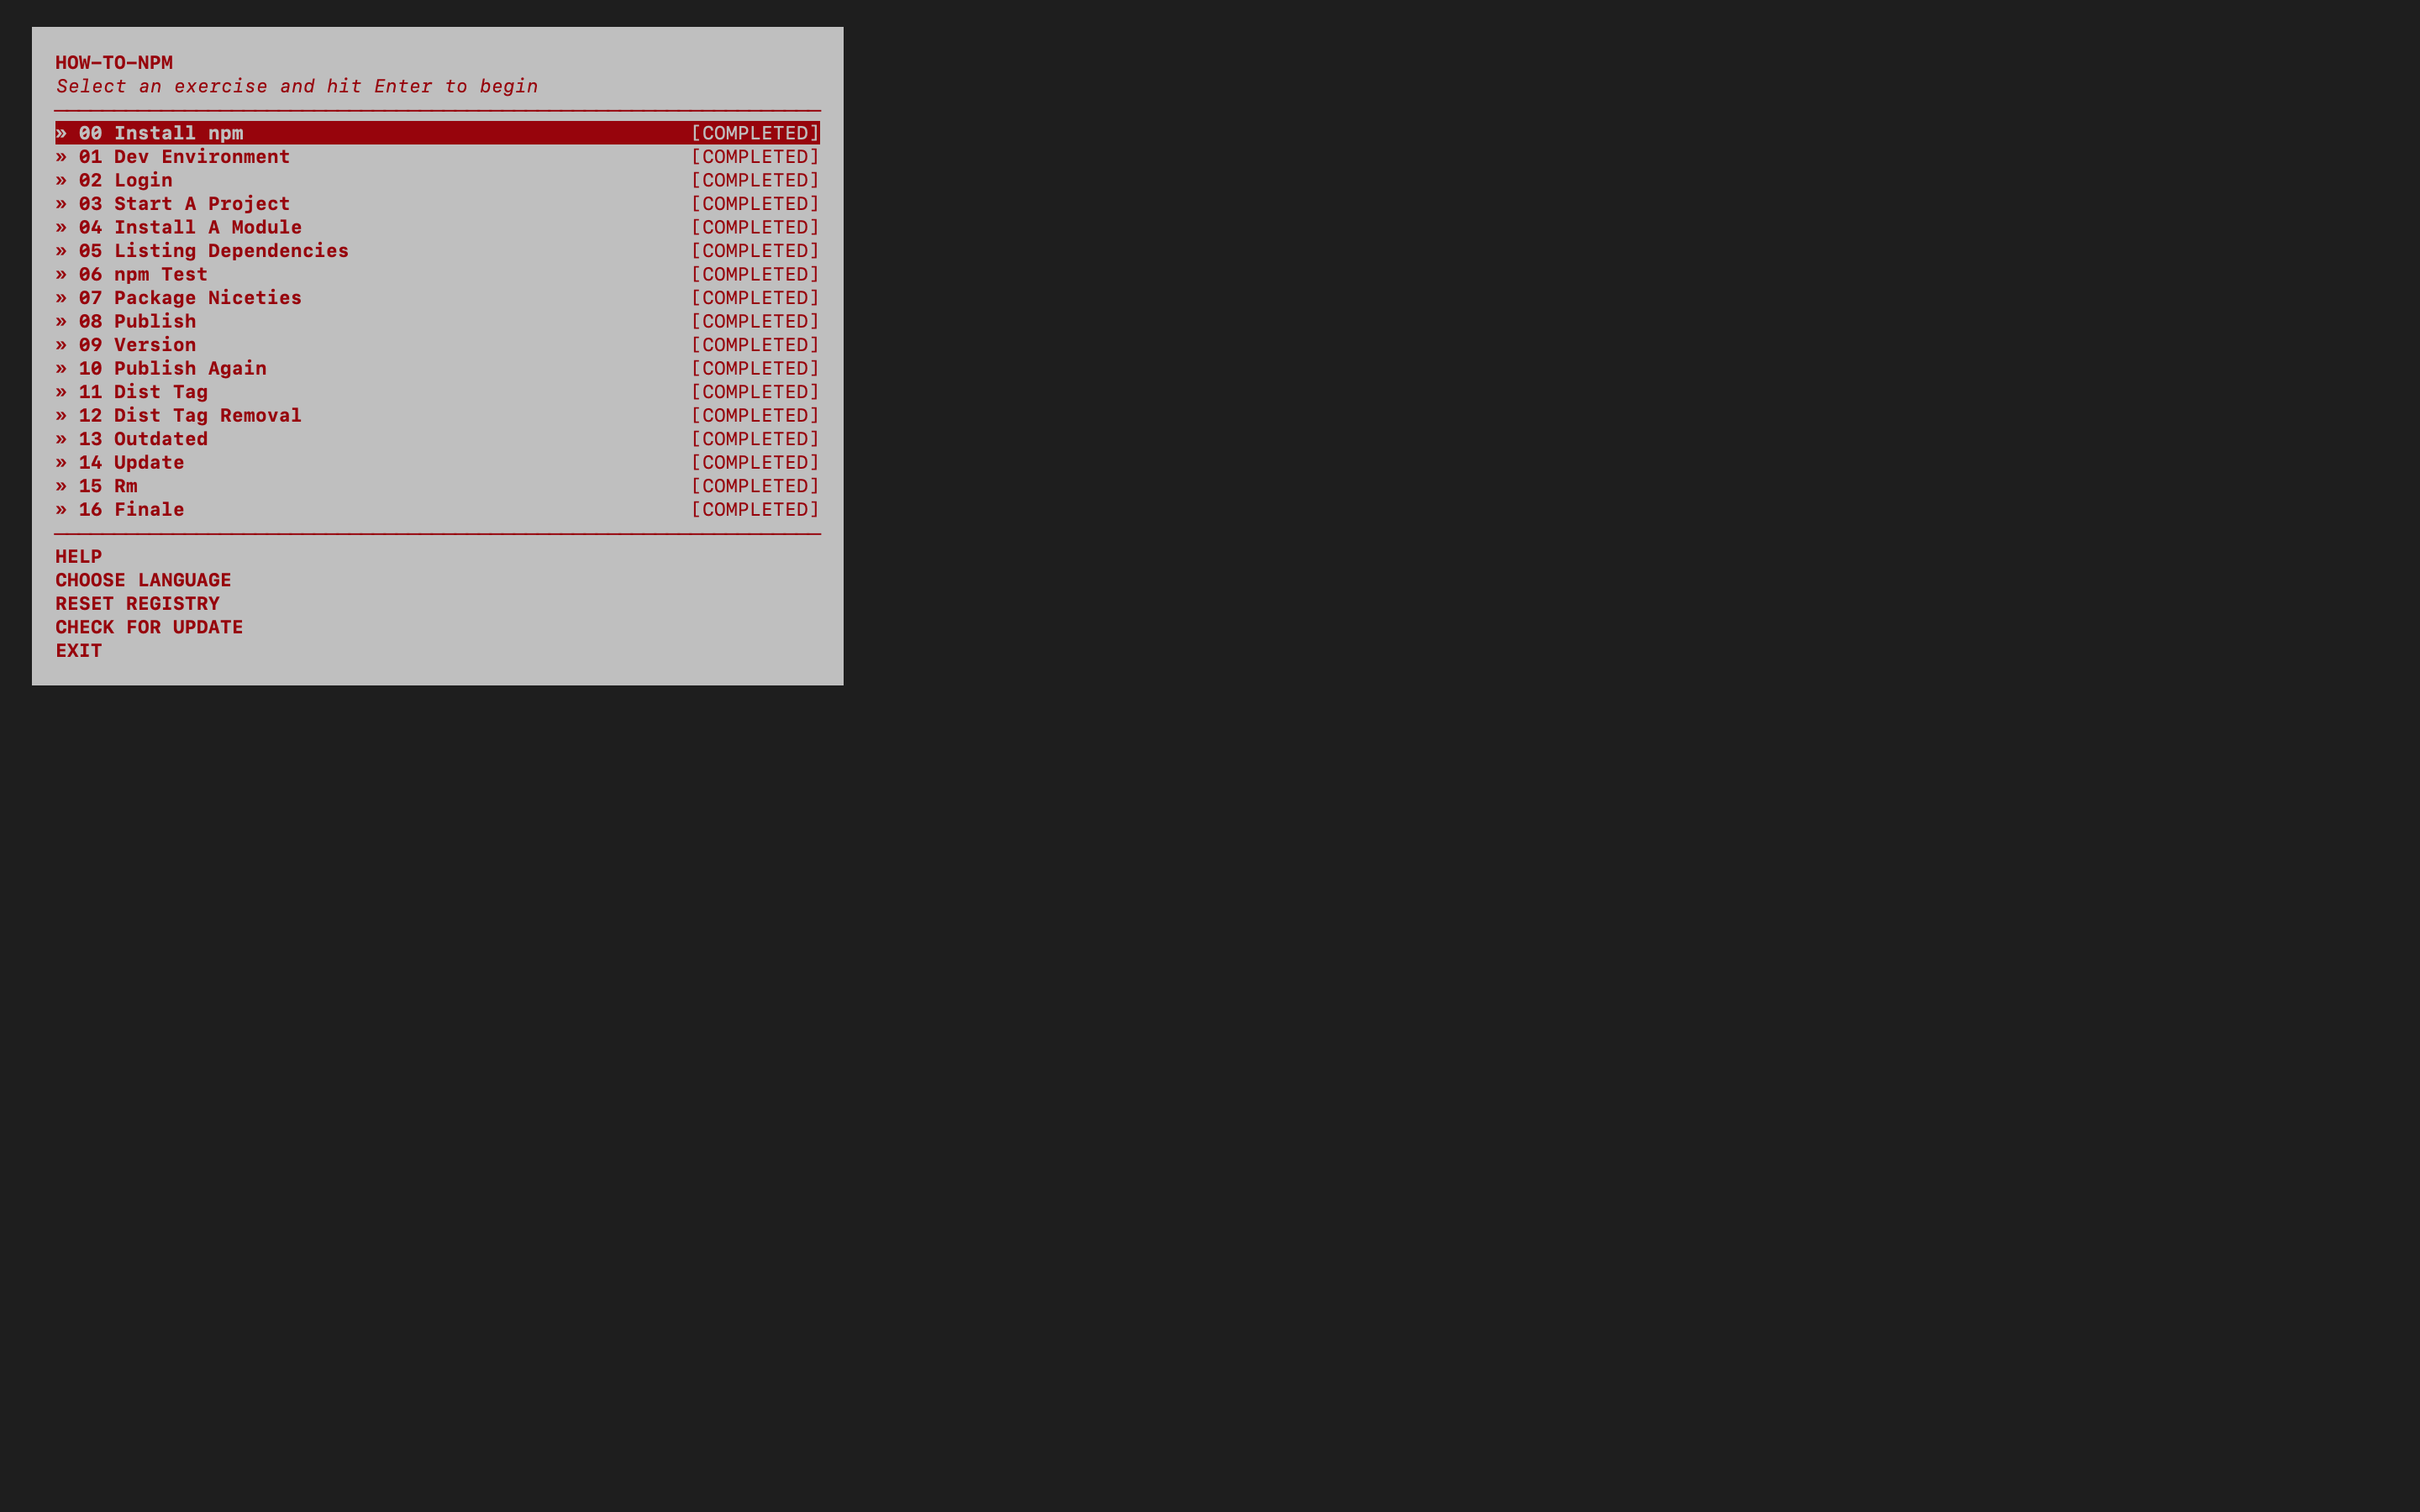 HOW-TO-NPM
Select an exercise and hit Enter to begin
» 00 Install npm [COMPLETED]
» 01 Dev Environment [COMPLETED]
» 02 Login [COMPLETED]
» 03 Start A Project [COMPLETED]
» 04 Install A Module [COMPLETED]
» 05 Listing Dependencies [COMPLETED]
» 06 npm Test [COMPLETED]
» 07 Package Niceties [COMPLETED]
» 08 Publish [COMPLETED]
» 09 Version [COMPLETED]
» 10 Publish Again [COMPLETED]
» 11 Dist Tag [COMPLETED]
» 12 Dist Tag Removal [COMPLETED]
» 13 Outdated [COMPLETED]
» 14 Update [COMPLETED]
» 15 Rm [COMPLETED]
» 16 Finale [COMPLETED]
HELP
CHOOSE LANGUAGE
RESET REGISTRY
CHECK FOR UPDATE
EXIT